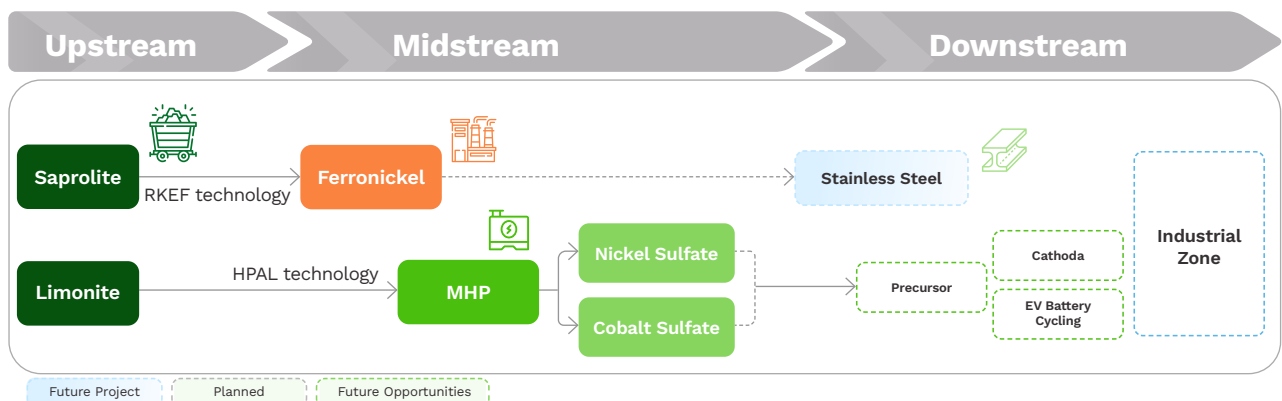 Upstream
Midstream
Downstream
Saprolite
RKEF technology
Ferronickel
Stainless Steel
Limonite
HPAL technology
MHP
Nickel Sulfate
Cobalt Sulfate
Precursor
Cathoda
EV Battery
Cycling
Industrial
Zone
Future Project
Planned
Future Opportunities